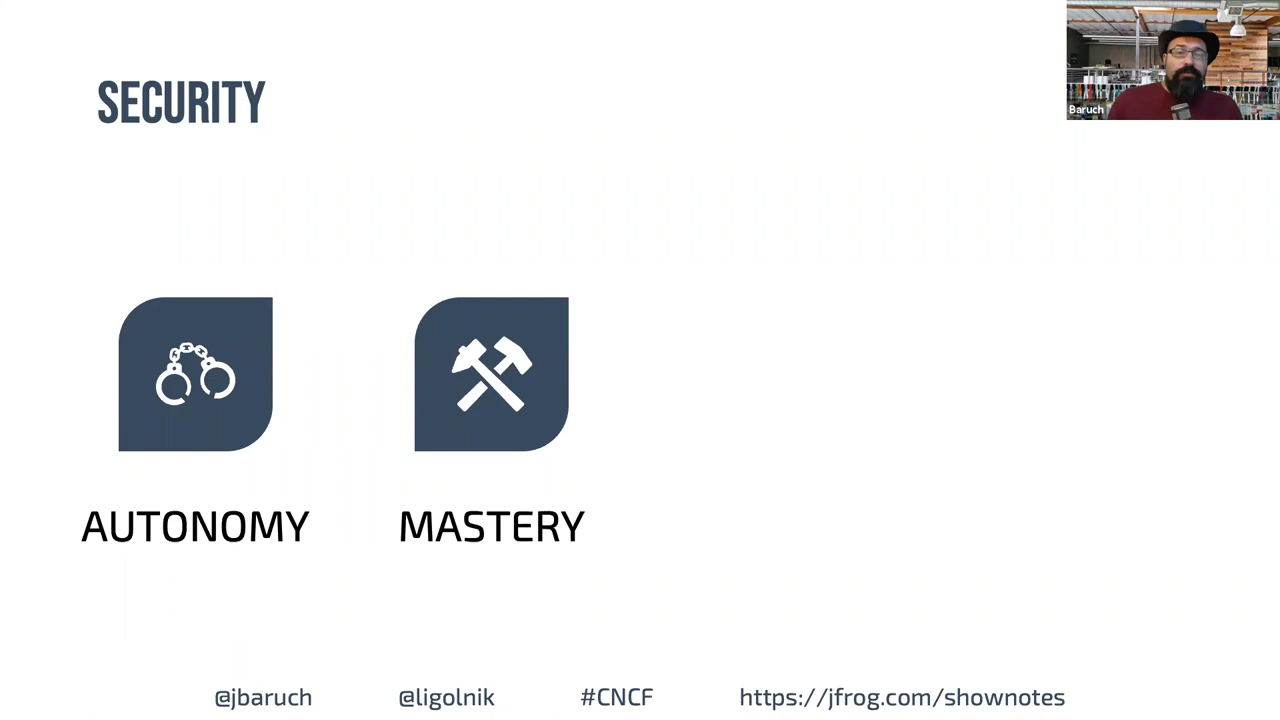 SECURITY
Baruch
AUTONOMY
MASTERY
@jbaruch
@ligolnik
#CNCF
https://jfrog.com/shownotes